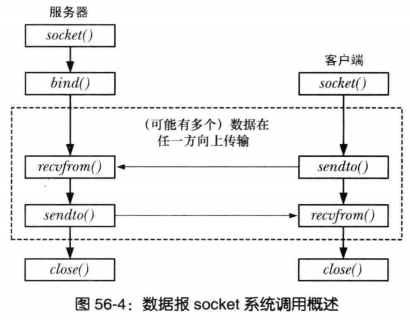 服务器
socket()
客户端
bind()
socket()
（可能有多个）数据在
任一方向上传输
recvfrom()
sendto()
sendto()
recvfrom()
close()
close()
图 56-4：数据报 socket 系统调用概述